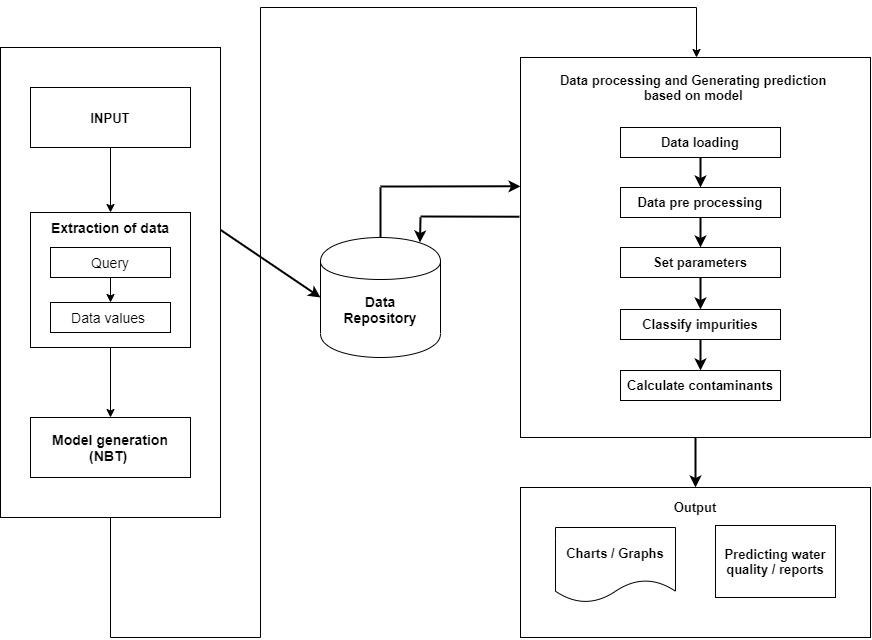 INPUT
Extraction of data
Query
Data values
Model generation
(NBT)
Data
Repository
Data processing and Generating prediction
based on model
Data loading
Data pre processing
Set parameters
Classify impurities
Calculate contaminants
Output
Charts / Graphs
Predicting water
quality / reports